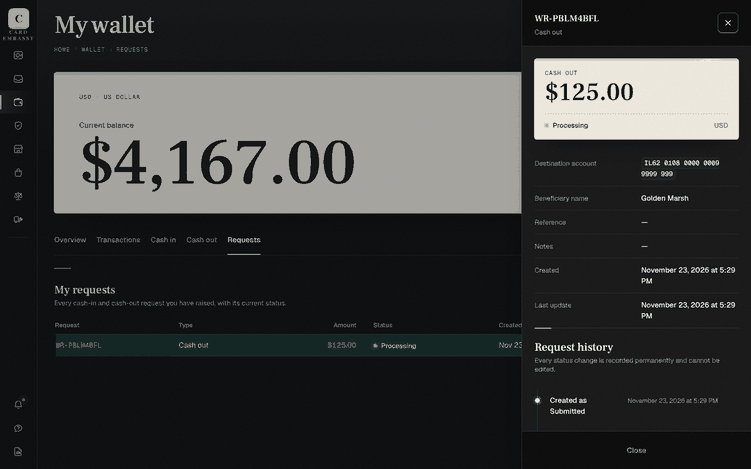 C
CARD
EMBASSY
My wallet
HOME · WALLET · REQUESTS
USD · US DOLLAR
Current balance
$4,167.00
Overview Transactions Cash in Cash out Requests
My requests
Every cash-in and cash-out request you have raised, with its current status.
Request Type Amount Status Created
WR-PBLM4BFL Cash out $125.00 Processing Nov 23
WR-PBLM4BFL
Cash out
CASH OUT
$125.00
Processing USD
Destination account IL62 0108 0000 0009
9999 999
Beneficiary name Golden Marsh
Reference —
Notes —
Created November 23, 2026 at 5:29
PM
Last update November 23, 2026 at 5:29
PM
Request history
Every status change is recorded permanently and cannot be
edited.
Created as November 23, 2026 at 5:29 PM
Submitted
Close